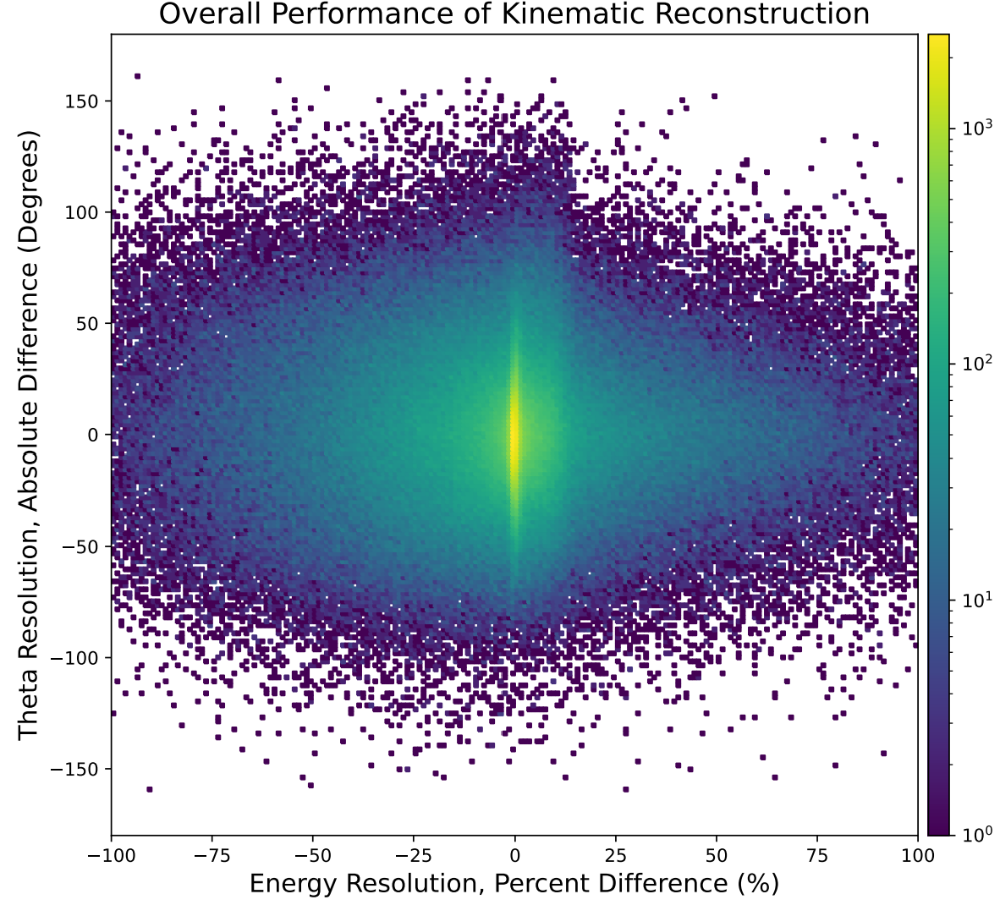 Overall Performance of Kinematic Reconstruction
Theta Resolution, Absolute Difference (Degrees)
150
100
50
0
−50
−100
−150
−100 −75 −50 −25 0 25 50 75 100
Energy Resolution, Percent Difference (%)
10³
10²
10¹
10⁰